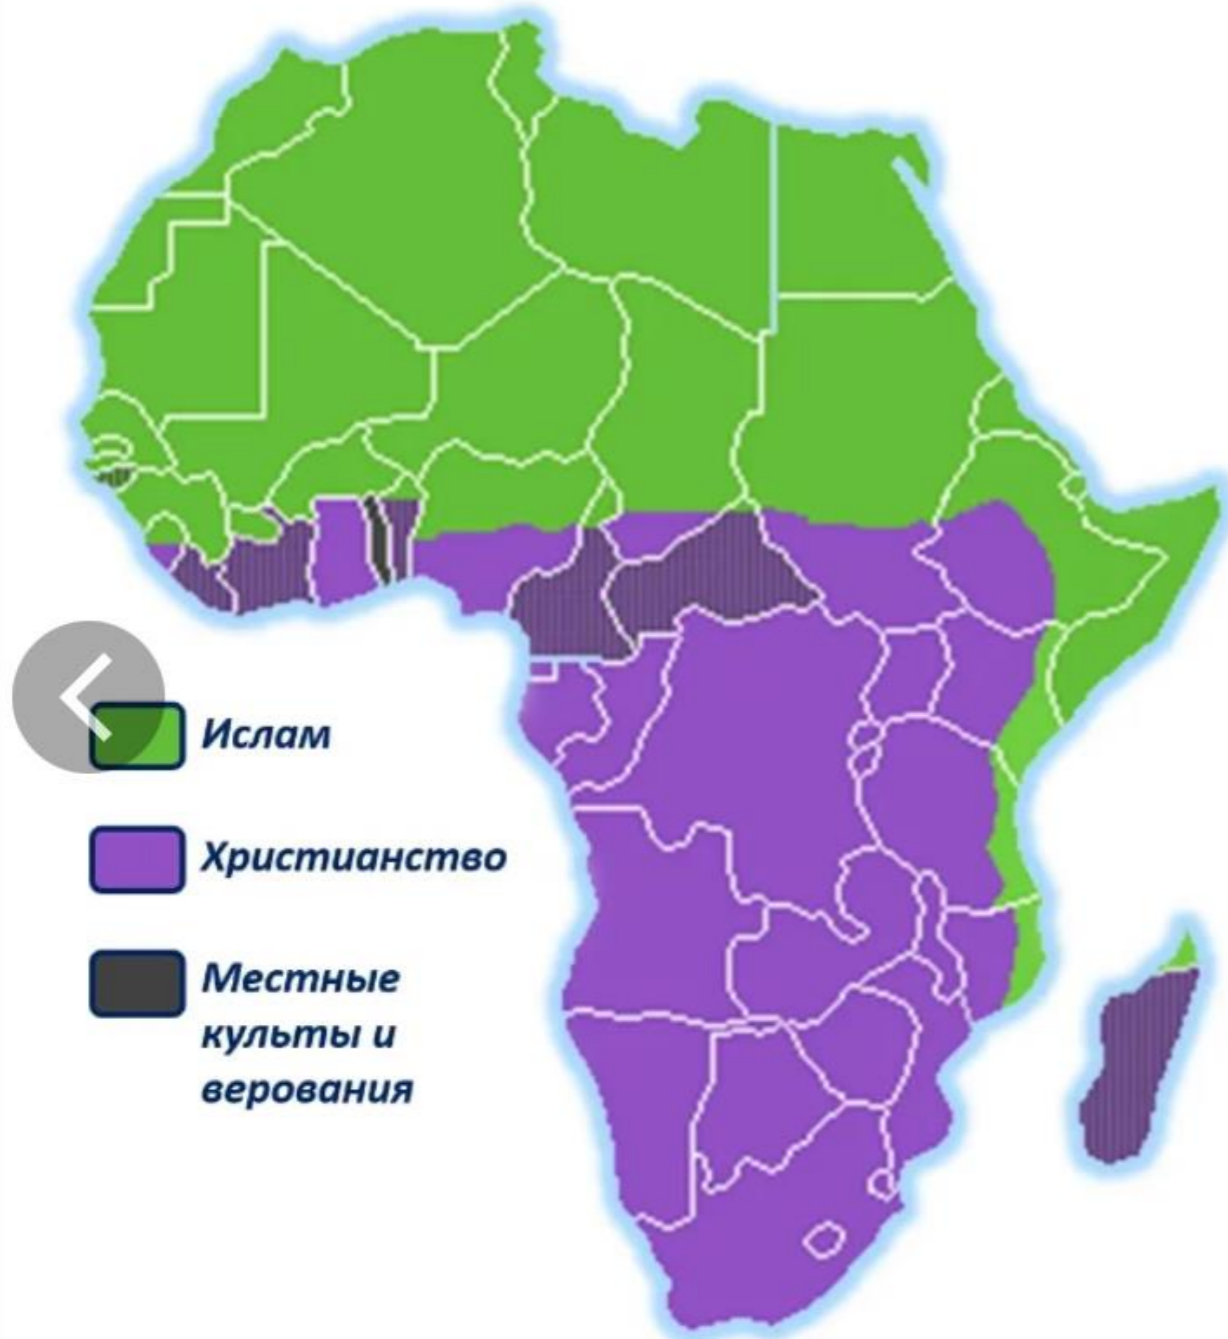 Ислам
Христианство
Местные
культы и
верования